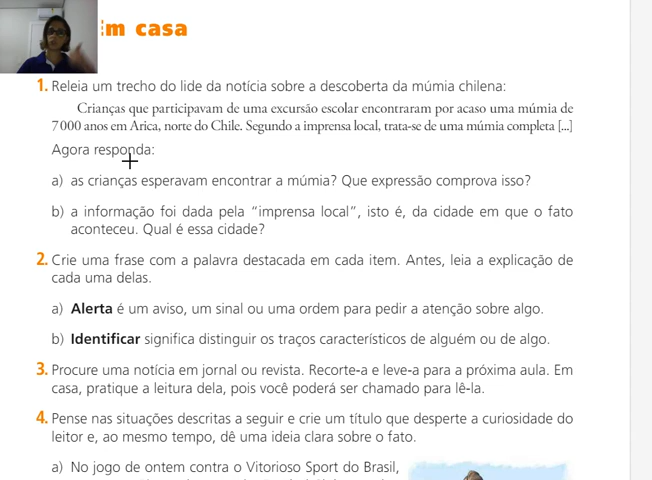 Em casa
1. Releia um trecho do lide da notícia sobre a descoberta da múmia chilena:
Crianças que participavam de uma excursão escolar encontraram por acaso uma múmia de
7000 anos em Arica, norte do Chile. Segundo a imprensa local, trata-se de uma múmia completa [...]
Agora responda:
a) as crianças esperavam encontrar a múmia? Que expressão comprova isso?
b) a informação foi dada pela “imprensa local”, isto é, da cidade em que o fato
aconteceu. Qual é essa cidade?
2. Crie uma frase com a palavra destacada em cada item. Antes, leia a explicação de
cada uma delas.
a) Alerta é um aviso, um sinal ou uma ordem para pedir a atenção sobre algo.
b) Identificar significa distinguir os traços característicos de alguém ou de algo.
3. Procure uma notícia em jornal ou revista. Recorte-a e leve-a para a próxima aula. Em
casa, pratique a leitura dela, pois você poderá ser chamado para lê-la.
4. Pense nas situações descritas a seguir e crie um título que desperte a curiosidade do
leitor e, ao mesmo tempo, dê uma ideia clara sobre o fato.
a) No jogo de ontem contra o Vitorioso Sport do Brasil,